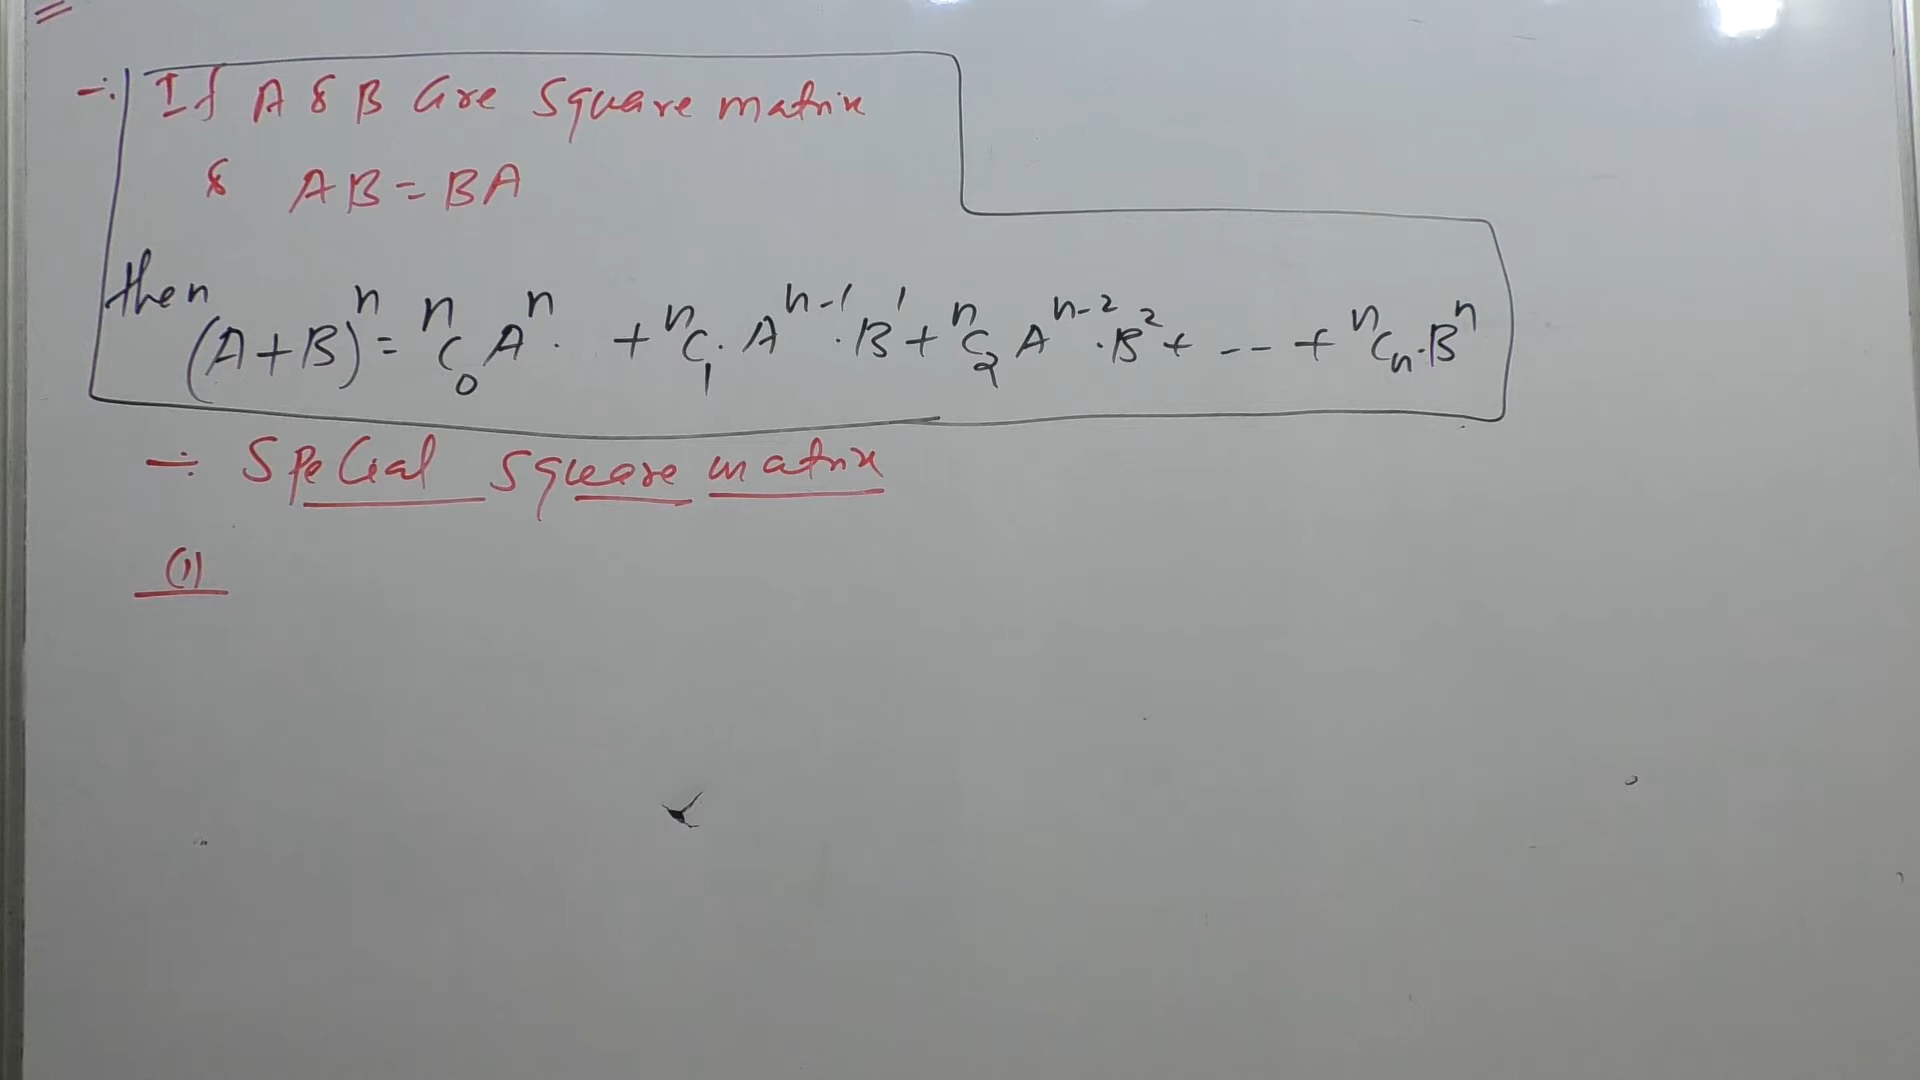 ∴ If A & B are square matrix
& AB = BA
then
(A+B)ⁿ = ⁿC₀ Aⁿ. + ⁿC₁. Aⁿ⁻¹. B¹ + ⁿC₂ Aⁿ⁻². B² + --- + ⁿCₙ. Bⁿ
∴ Special square matrix
(1)